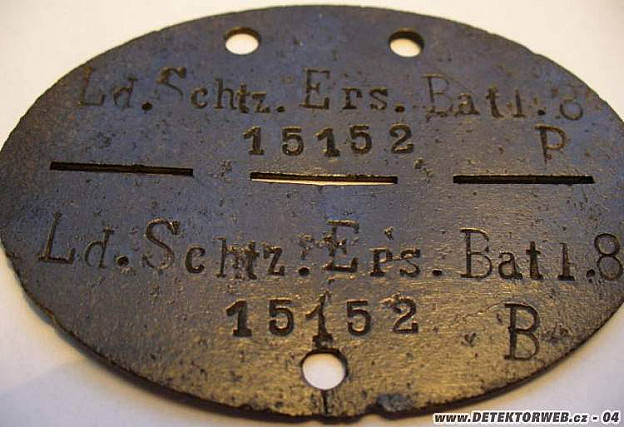 Ld. Schtz. Ers. Batl. 8
15152 B
Ld. Schtz. Ers. Batl. 8
15152 B
www.DETEKTORWEB.cz - 04